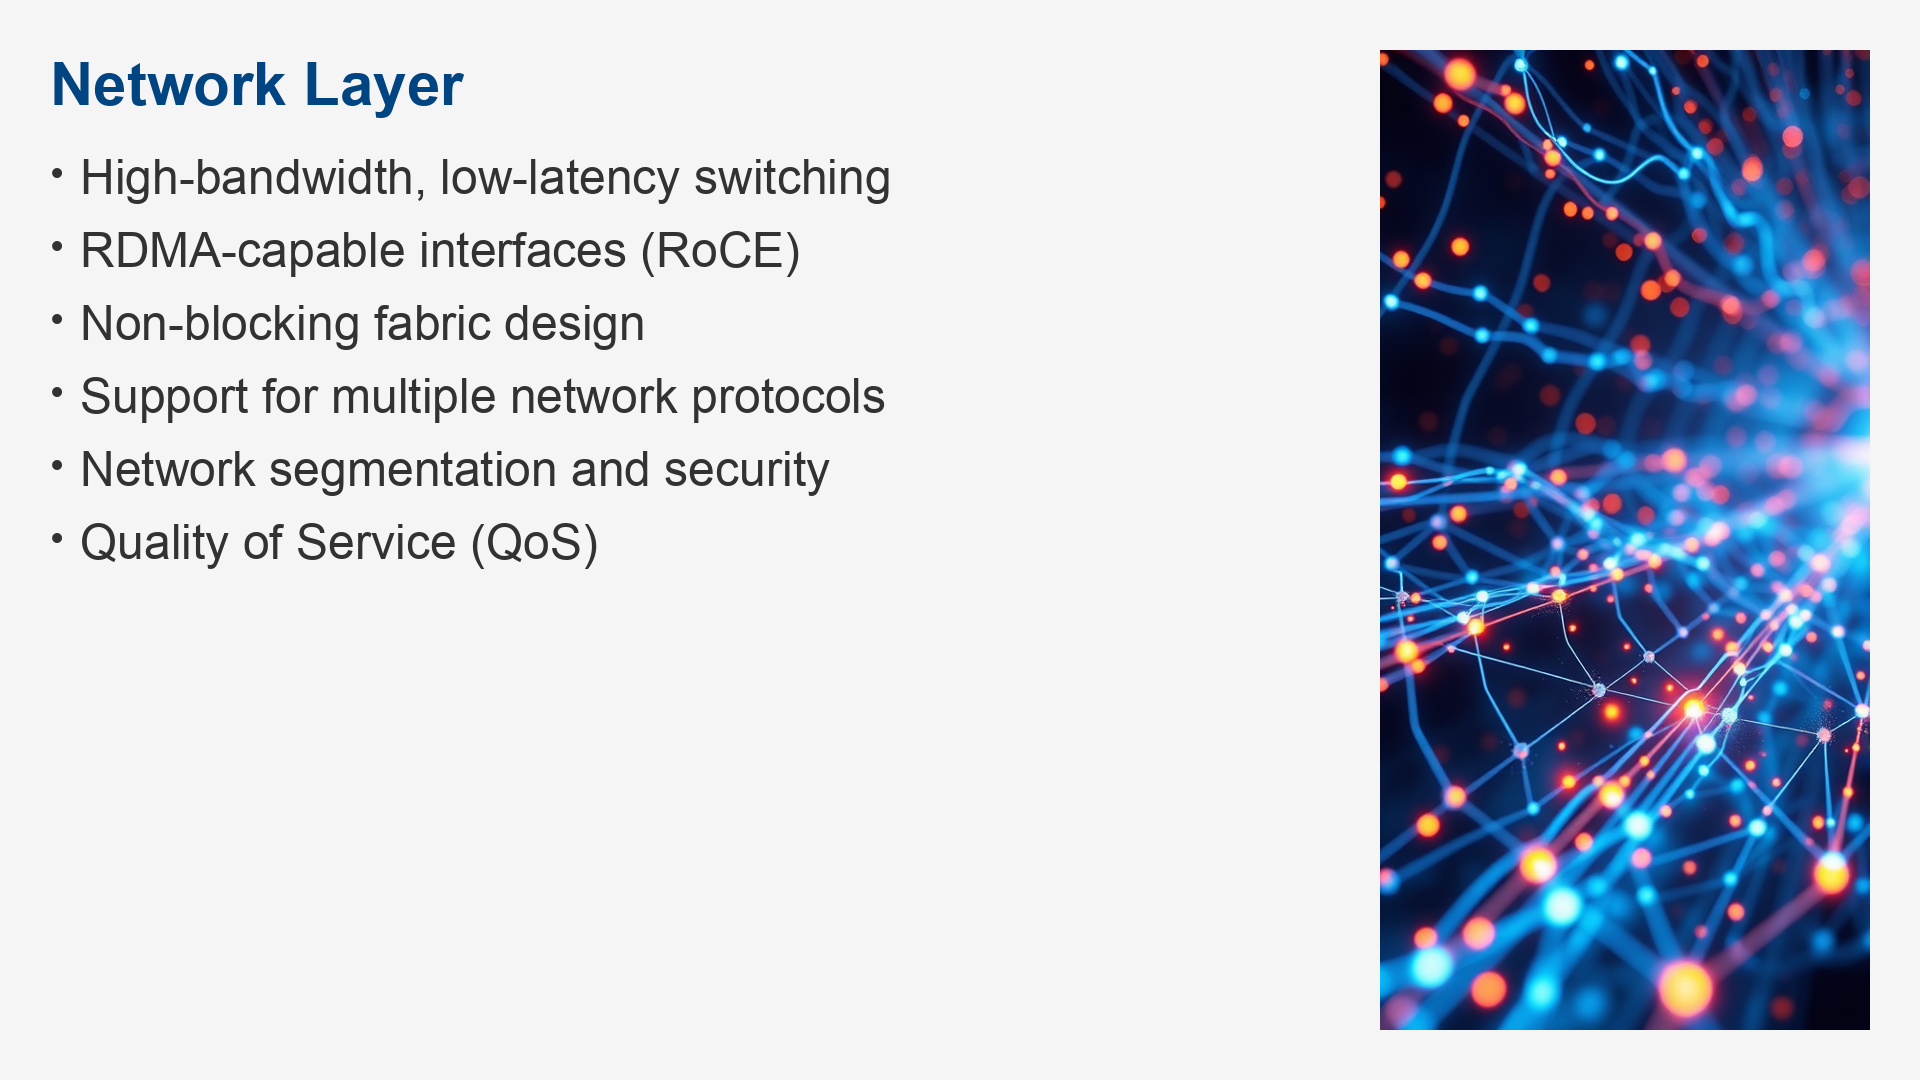 Network Layer
• High-bandwidth, low-latency switching
• RDMA-capable interfaces (RoCE)
• Non-blocking fabric design
• Support for multiple network protocols
• Network segmentation and security
• Quality of Service (QoS)